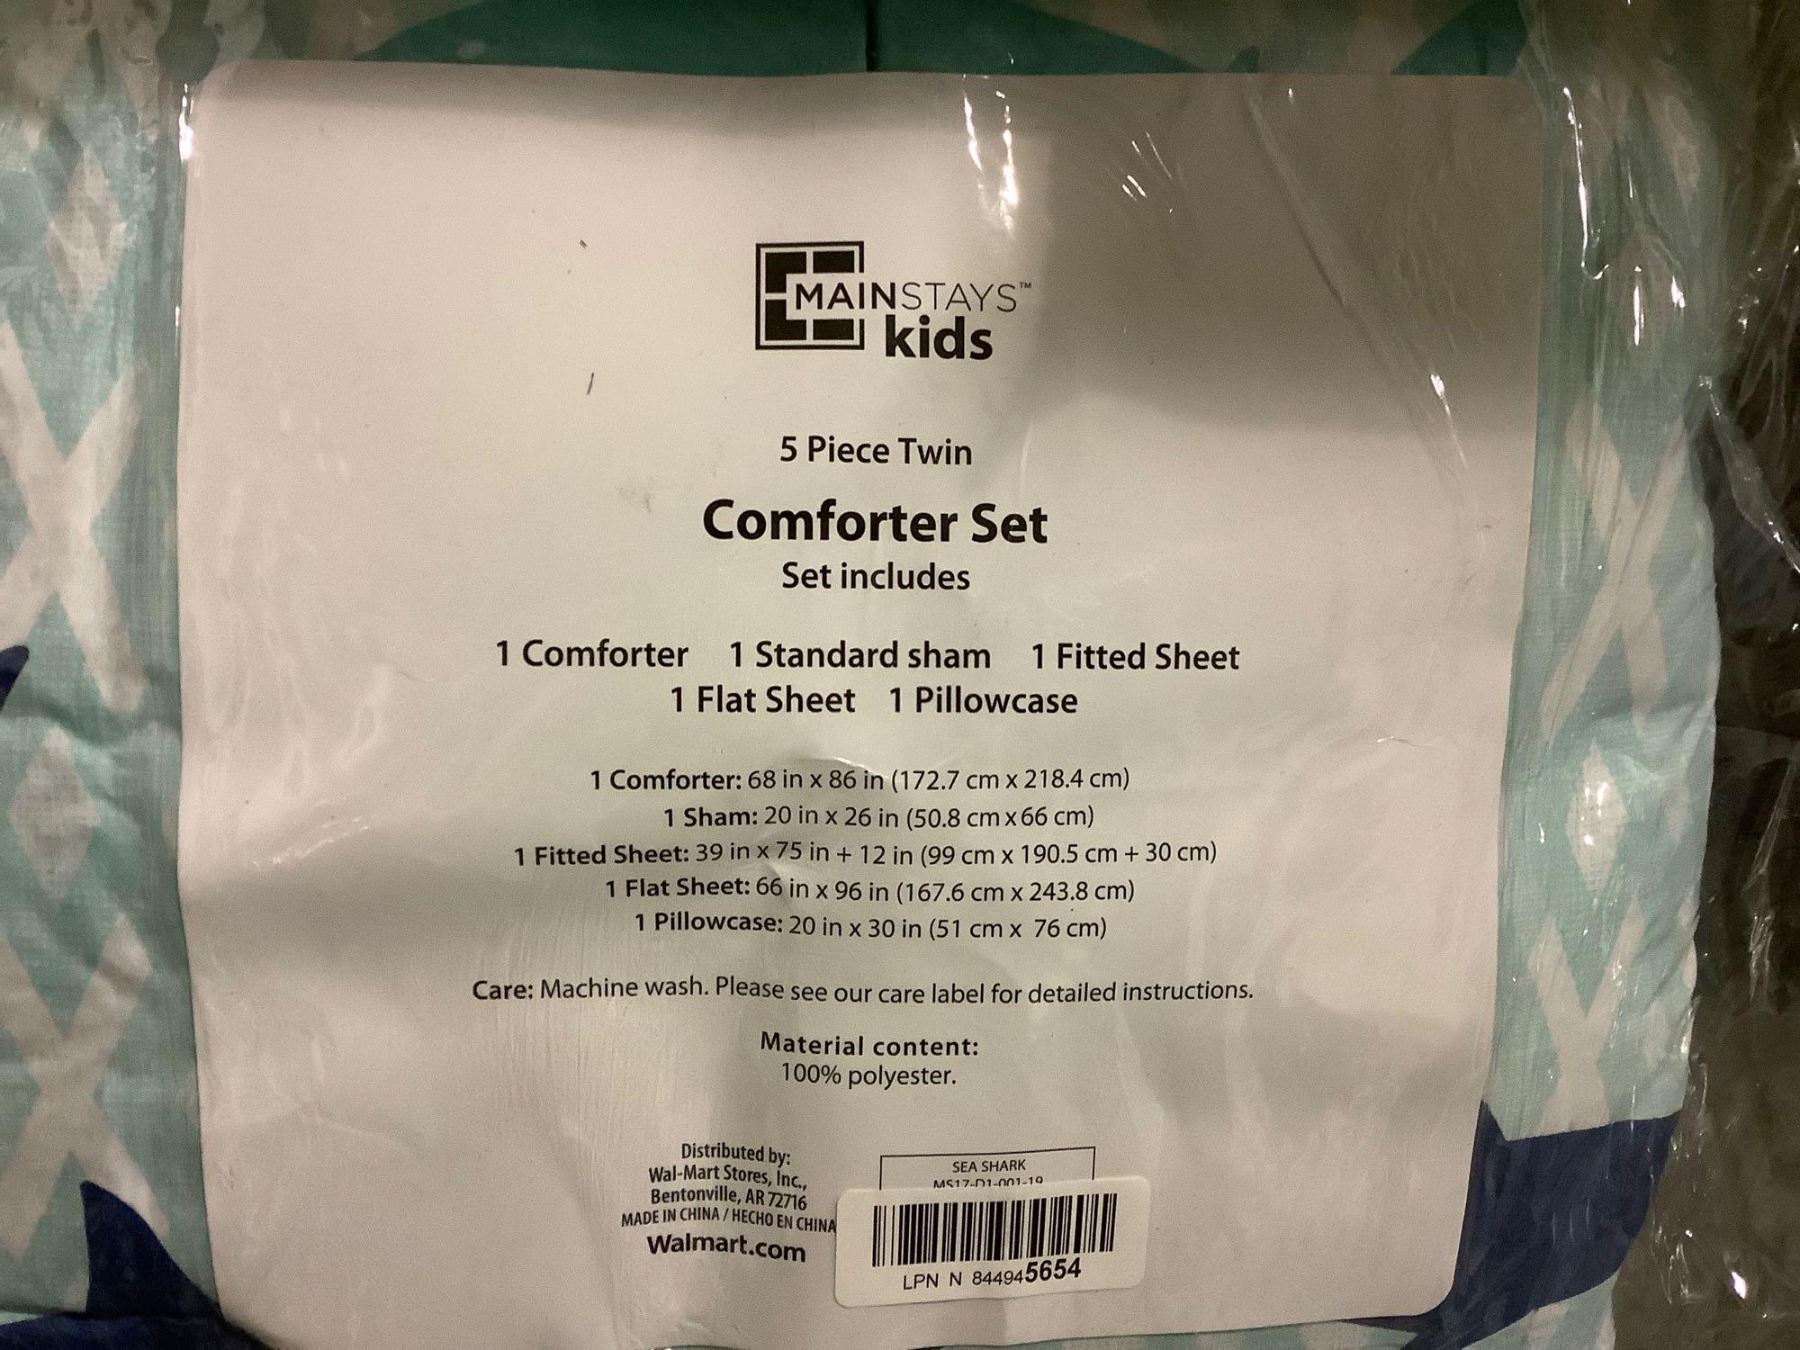 MAINSTAYS™
kids
5 Piece Twin
Comforter Set
Set includes
1 Comforter 1 Standard sham 1 Fitted Sheet
1 Flat Sheet 1 Pillowcase
1 Comforter: 68 in x 86 in (172.7 cm x 218.4 cm)
1 Sham: 20 in x 26 in (50.8 cm x 66 cm)
1 Fitted Sheet: 39 in x 75 in + 12 in (99 cm x 190.5 cm + 30 cm)
1 Flat Sheet: 66 in x 96 in (167.6 cm x 243.8 cm)
1 Pillowcase: 20 in x 30 in (51 cm x 76 cm)
Care: Machine wash. Please see our care label for detailed instructions.
Material content:
100% polyester.
Distributed by:
Wal-Mart Stores, Inc.,
Bentonville, AR 72716
MADE IN CHINA / HECHO EN CHINA
Walmart.com
SEA SHARK
MS17-D1-001-19
LPN N 844945654